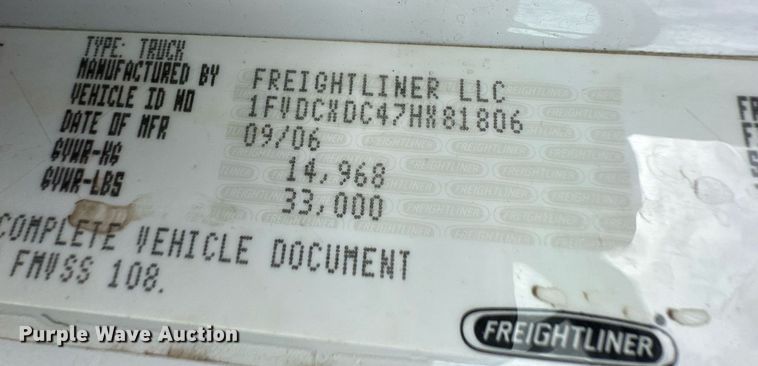 TYPE: TRUCK
MANUFACTURED BY FREIGHTLINER LLC
VEHICLE ID NO 1FVDCXDC47HX81806
DATE OF MFR 09/06
GVWR-KG 14,968
GVWR-LBS 33,000
COMPLETE VEHICLE DOCUMENT
FMVSS 108.
FREIGHTLINER
Purple Wave Auction